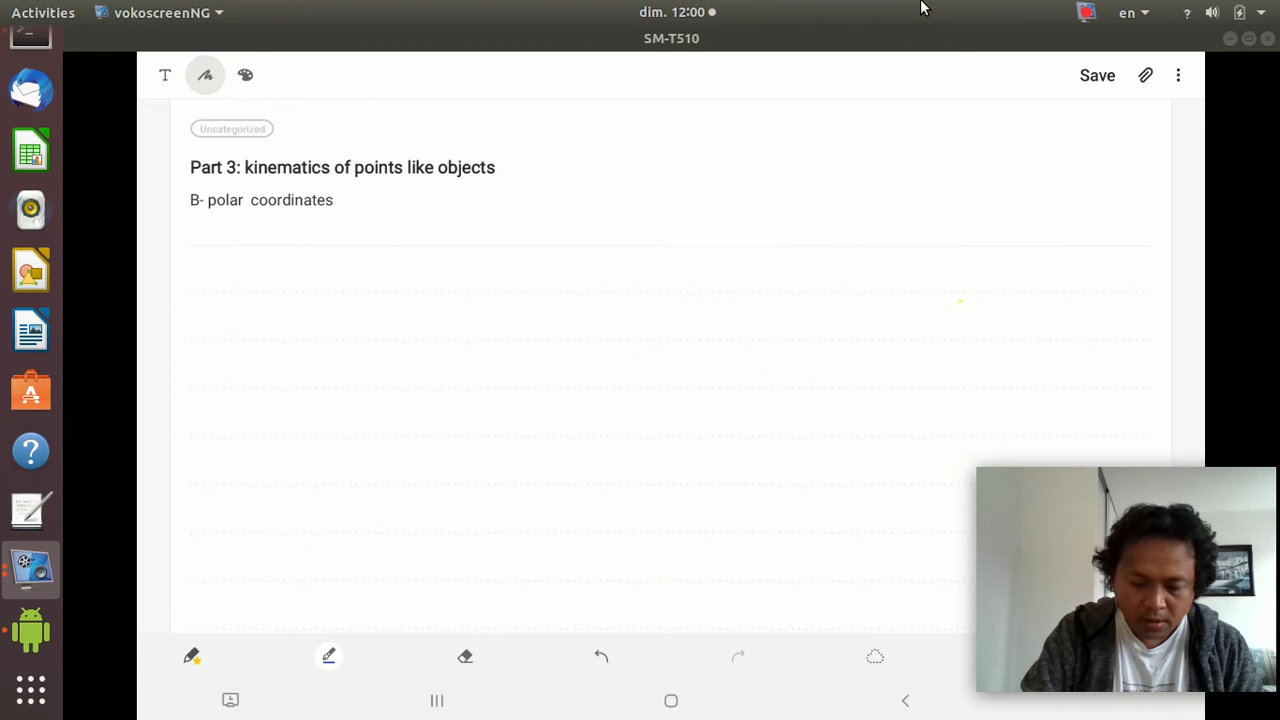 Activities vokoscreenNG dim. 12:00 en ?
SM-T510
T Save
Uncategorized
Part 3: kinematics of points like objects
B- polar coordinates